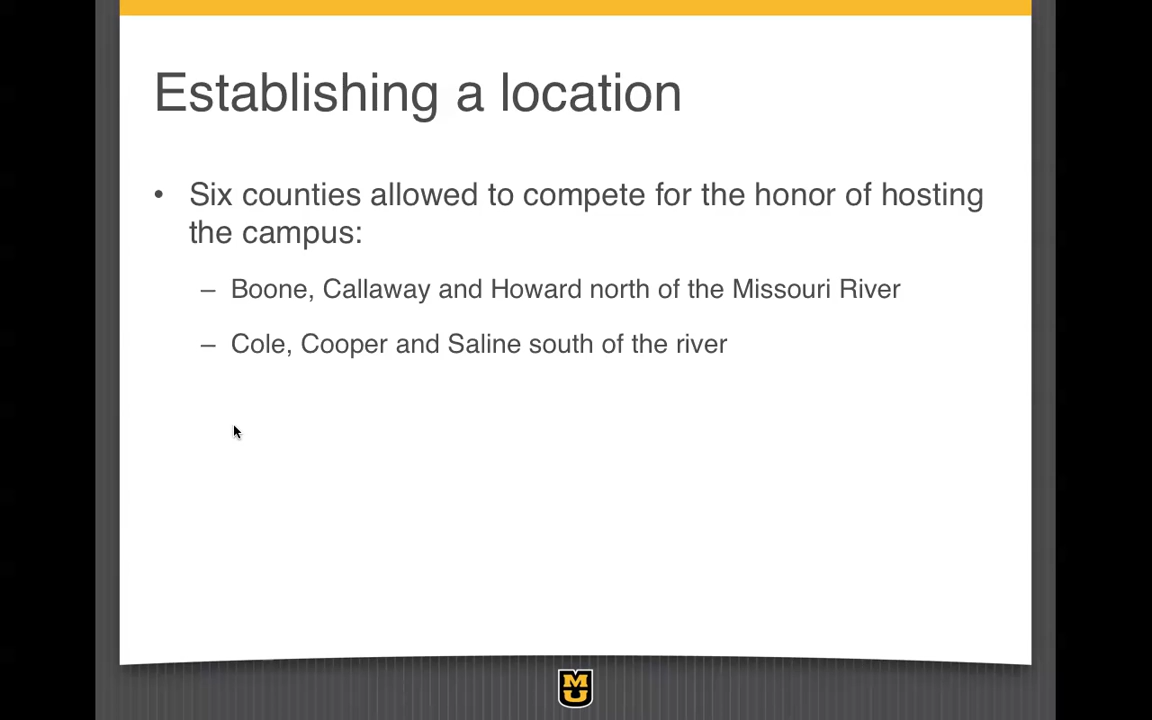 Establishing a location
• Six counties allowed to compete for the honor of hosting
the campus:
– Boone, Callaway and Howard north of the Missouri River
– Cole, Cooper and Saline south of the river
MU